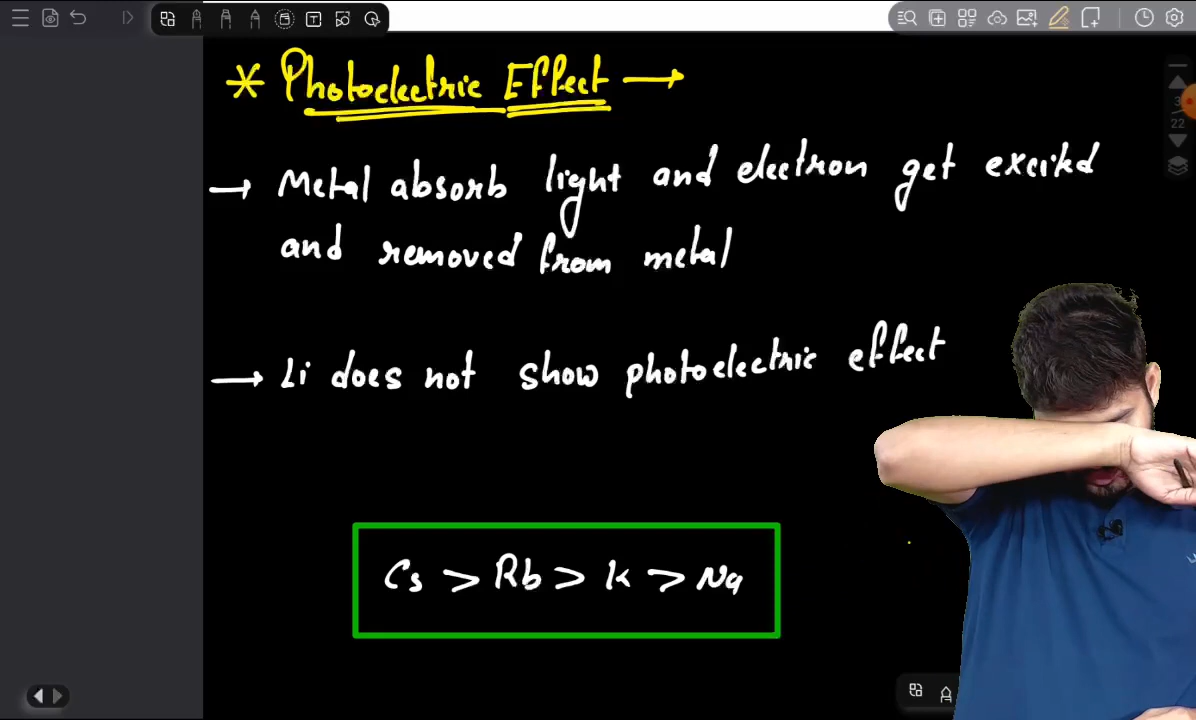 * Photoelectric Effect →
→ Metal absorb light and electron get excited
and removed from metal
→ Li does not show photoelectric effect
Cs > Rb > K > Na
22